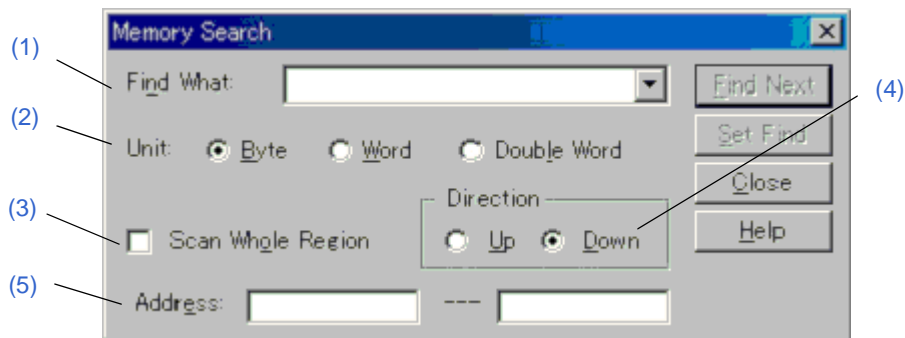 Memory Search
(1)
Find What:
Find Next
(4)
(2)
Unit: Byte Word Double Word
Set Find
Close
(3)
Direction
Scan Whole Region
Up Down
Help
(5)
Address: ---